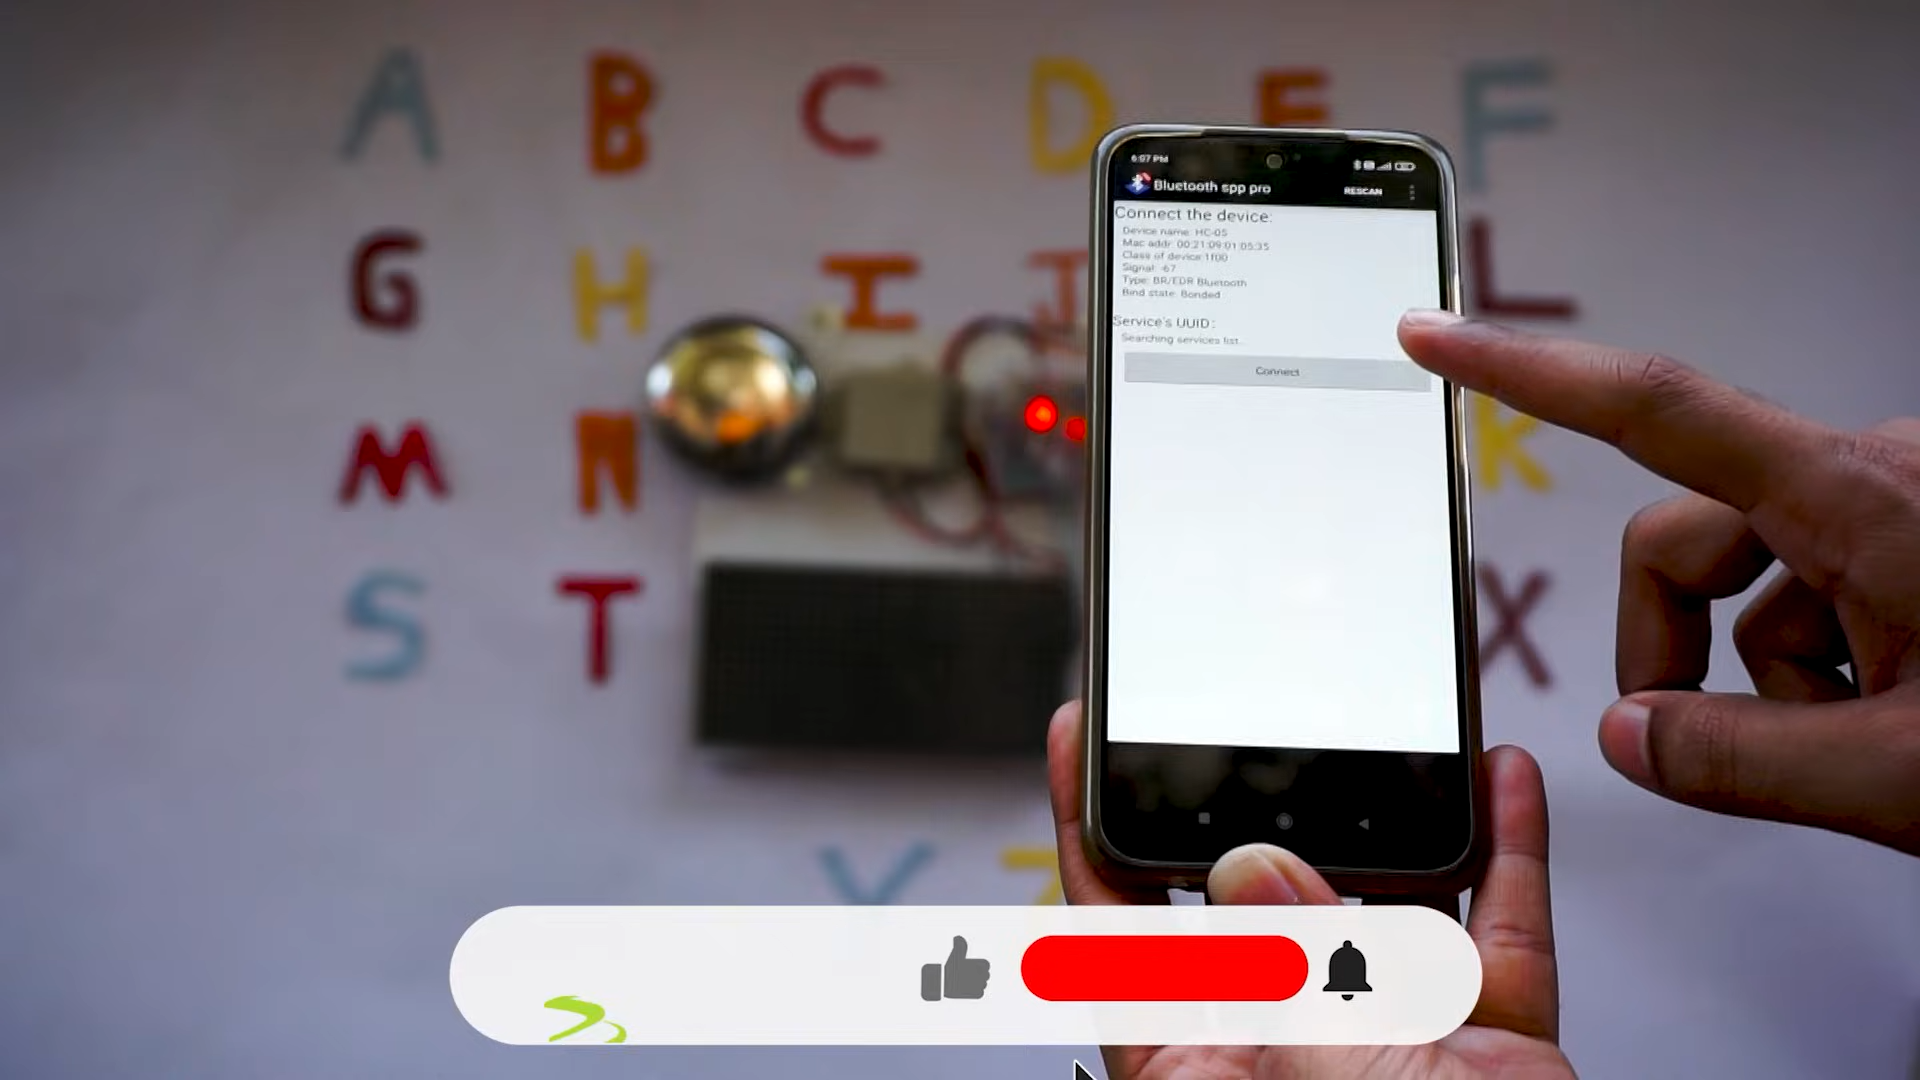 A B C D E F
G H I J L
M N K
S T X
Y Z
6:07 PM
Bluetooth spp pro
RESCAN
Connect the device:
Device name: HC-05
Mac addr: 00:21:09:01:05:35
Class of device:1f00
Signal: -67
Type: BR/EDR Bluetooth
Bind state: Bonded
Service's UUID:
Searching services list..
Connect